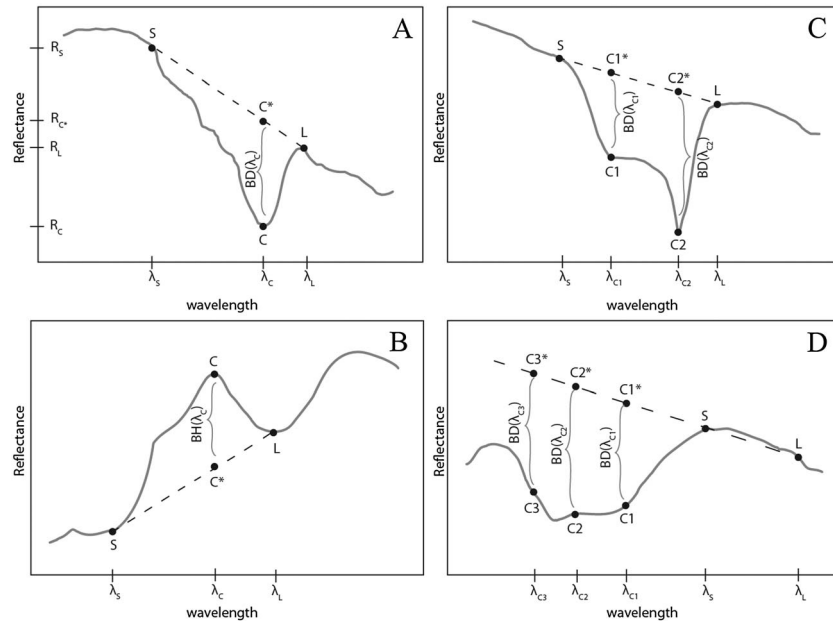 A
Reflectance
R_S
R_C*
R_L
R_C
S
C*
L
BD(λ_C)
C
λ_S λ_C λ_L
wavelength
C
S
C1*
C2*
L
BD(λ_C1)
BD(λ_C2)
C1
C2
λ_S λ_C1 λ_C2 λ_L
wavelength
B
Reflectance
C
BH(λ_C)
L
C*
S
λ_S λ_C λ_L
wavelength
D
Reflectance
C3*
C2*
C1*
S
L
BD(λ_C3)
BD(λ_C2)
BD(λ_C1)
C3
C2
C1
λ_C3 λ_C2 λ_C1 λ_S λ_L
wavelength